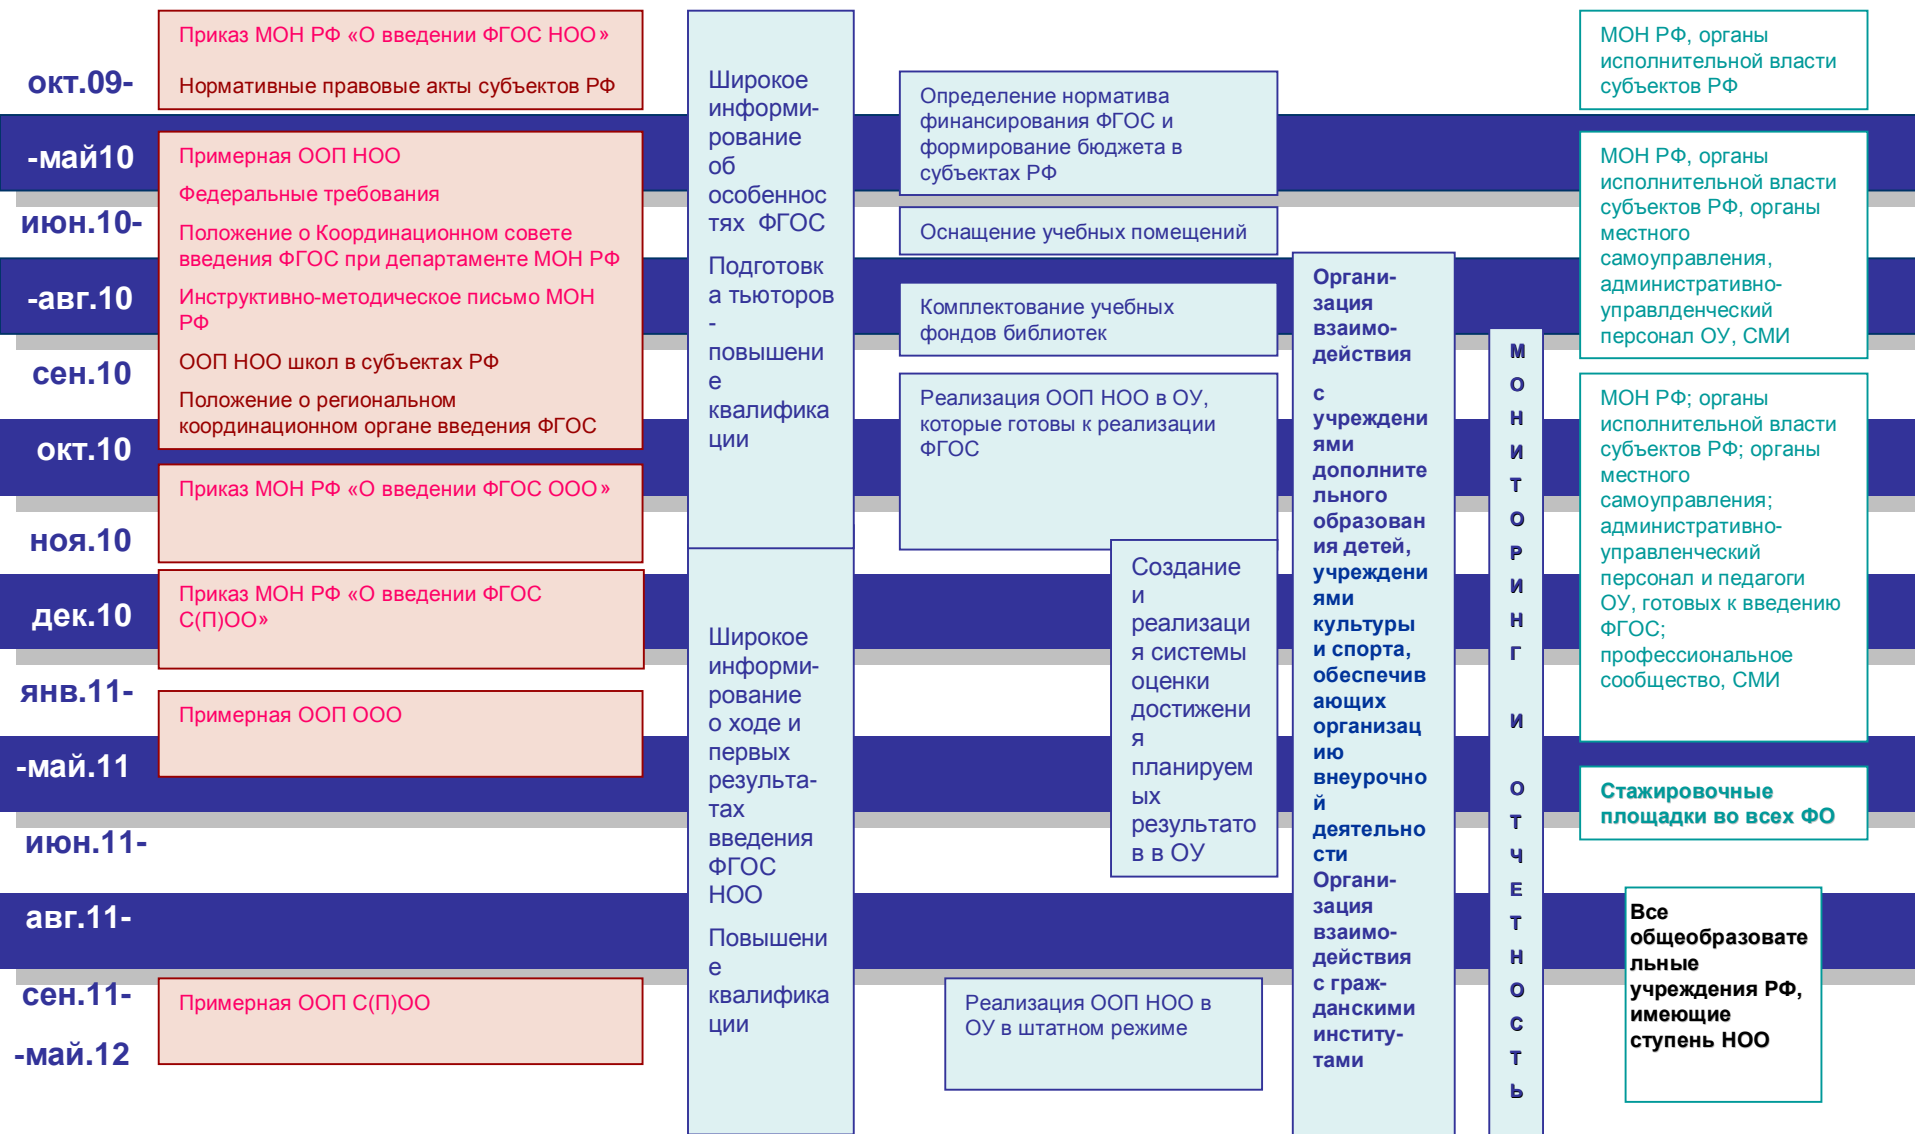 окт.09-
-май10
июн.10-
-авг.10
сен.10
окт.10
ноя.10
дек.10
янв.11-
-май.11
июн.11-
авг.11-
сен.11-
-май.12
Приказ МОН РФ «О введении ФГОС НОО»
Нормативные правовые акты субъектов РФ
Примерная ООП НОО
Федеральные требования
Положение о Координационном совете
введения ФГОС при департаменте МОН РФ
Инструктивно-методическое письмо МОН
РФ
ООП НОО школ в субъектах РФ
Положение о региональном
координационном органе введения ФГОС
Приказ МОН РФ «О введении ФГОС ООО»
Приказ МОН РФ «О введении ФГОС
С(П)ОО»
Примерная ООП ООО
Примерная ООП С(П)ОО
Широкое
информи-
рование
об
особеннос
тях ФГОС
Подготовк
а тьюторов
-
повышени
е
квалифика
ции
Широкое
информи-
рование
о ходе и
первых
результа-
тах
введения
ФГОС
НОО
Повышени
е
квалифика
ции
Определение норматива
финансирования ФГОС и
формирование бюджета в
субъектах РФ
Оснащение учебных помещений
Комплектование учебных
фондов библиотек
Реализация ООП НОО в ОУ,
которые готовы к реализации
ФГОС
Создание
и
реализаци
я системы
оценки
достижени
я
планируем
ых
результато
в в ОУ
Реализация ООП НОО в
ОУ в штатном режиме
Органи-
зация
взаимо-
действия
с
учреждени
ями
дополните
льного
образован
ия детей,
учреждени
ями
культуры
и спорта,
обеспечив
ающих
организац
ию
внеурочно
й
деятельно
сти
Органи-
зация
взаимо-
действия
с граж-
данскими
институ-
тами
М
О
Н
И
Т
О
Р
И
Н
Г
И
О
Т
Ч
Е
Т
Н
О
С
Т
Ь
МОН РФ, органы
исполнительной власти
субъектов РФ
МОН РФ, органы
исполнительной власти
субъектов РФ, органы
местного
самоуправления,
административно-
управлденческий
персонал ОУ, СМИ
МОН РФ; органы
исполнительной власти
субъектов РФ; органы
местного
самоуправления;
административно-
управленческий
персонал и педагоги
ОУ, готовых к введению
ФГОС;
профессиональное
сообщество, СМИ
Стажировочные
площадки во всех ФО
Все
общеобразовате
льные
учреждения РФ,
имеющие
ступень НОО